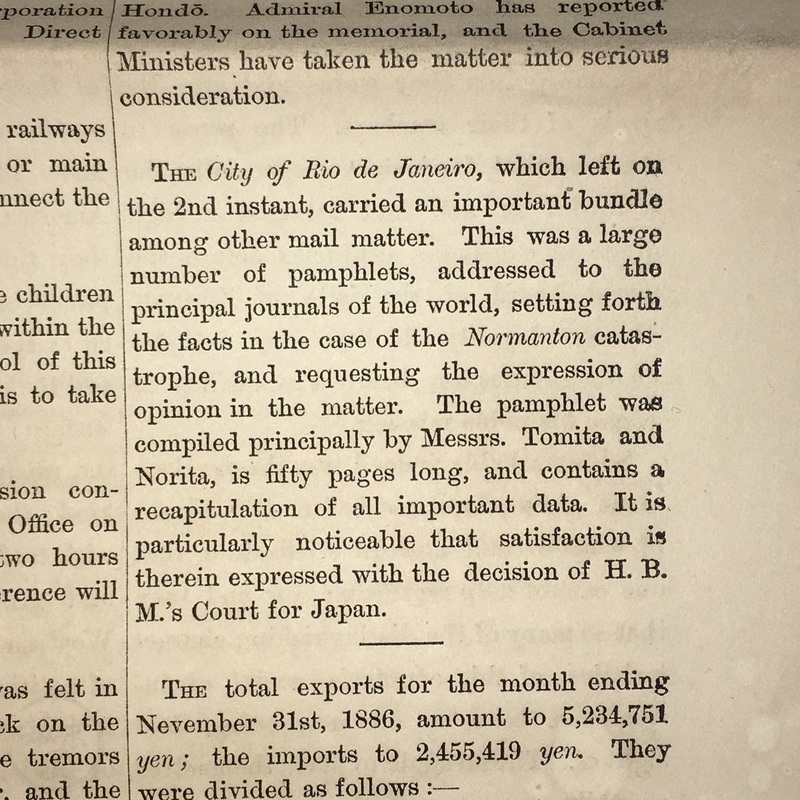 poration
Direct
railways
or main
nnect the
e children
within the
ol of this
is to take
sion con-
Office on
two hours
rence will
as felt in
ck on the
e tremors
and the
Hondō. Admiral Enomoto has reported
favorably on the memorial, and the Cabinet
Ministers have taken the matter into serious
consideration.
THE City of Rio de Janeiro, which left on
the 2nd instant, carried an important bundle
among other mail matter. This was a large
number of pamphlets, addressed to the
principal journals of the world, setting forth
the facts in the case of the Normanton catas-
trophe, and requesting the expression of
opinion in the matter. The pamphlet was
compiled principally by Messrs. Tomita and
Norita, is fifty pages long, and contains a
recapitulation of all important data. It is
particularly noticeable that satisfaction is
therein expressed with the decision of H. B.
M.'s Court for Japan.
THE total exports for the month ending
Nevember 31st, 1886, amount to 5,234,751
yen; the imports to 2,455,419 yen. They
were divided as follows :—